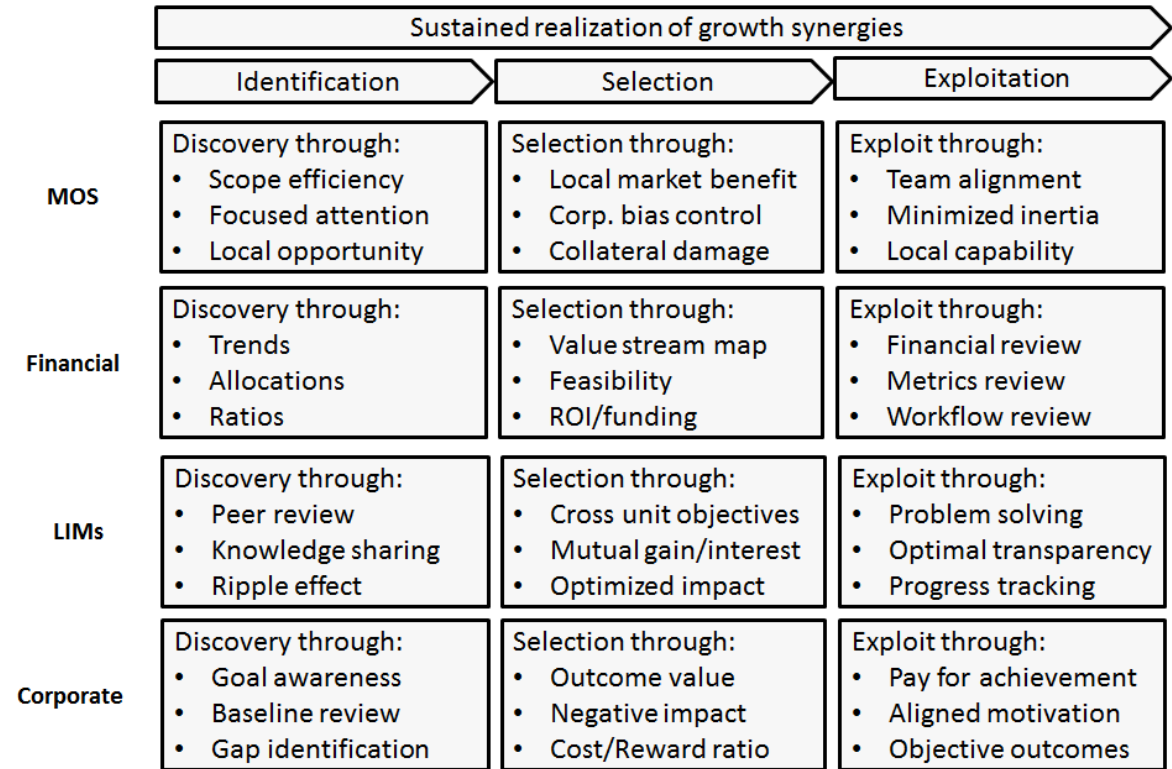 Sustained realization of growth synergies
Identification
Selection
Exploitation
MOS
Discovery through:
• Scope efficiency
• Focused attention
• Local opportunity
Selection through:
• Local market benefit
• Corp. bias control
• Collateral damage
Exploit through:
• Team alignment
• Minimized inertia
• Local capability
Financial
Discovery through:
• Trends
• Allocations
• Ratios
Selection through:
• Value stream map
• Feasibility
• ROI/funding
Exploit through:
• Financial review
• Metrics review
• Workflow review
LIMs
Discovery through:
• Peer review
• Knowledge sharing
• Ripple effect
Selection through:
• Cross unit objectives
• Mutual gain/interest
• Optimized impact
Exploit through:
• Problem solving
• Optimal transparency
• Progress tracking
Corporate
Discovery through:
• Goal awareness
• Baseline review
• Gap identification
Selection through:
• Outcome value
• Negative impact
• Cost/Reward ratio
Exploit through:
• Pay for achievement
• Aligned motivation
• Objective outcomes